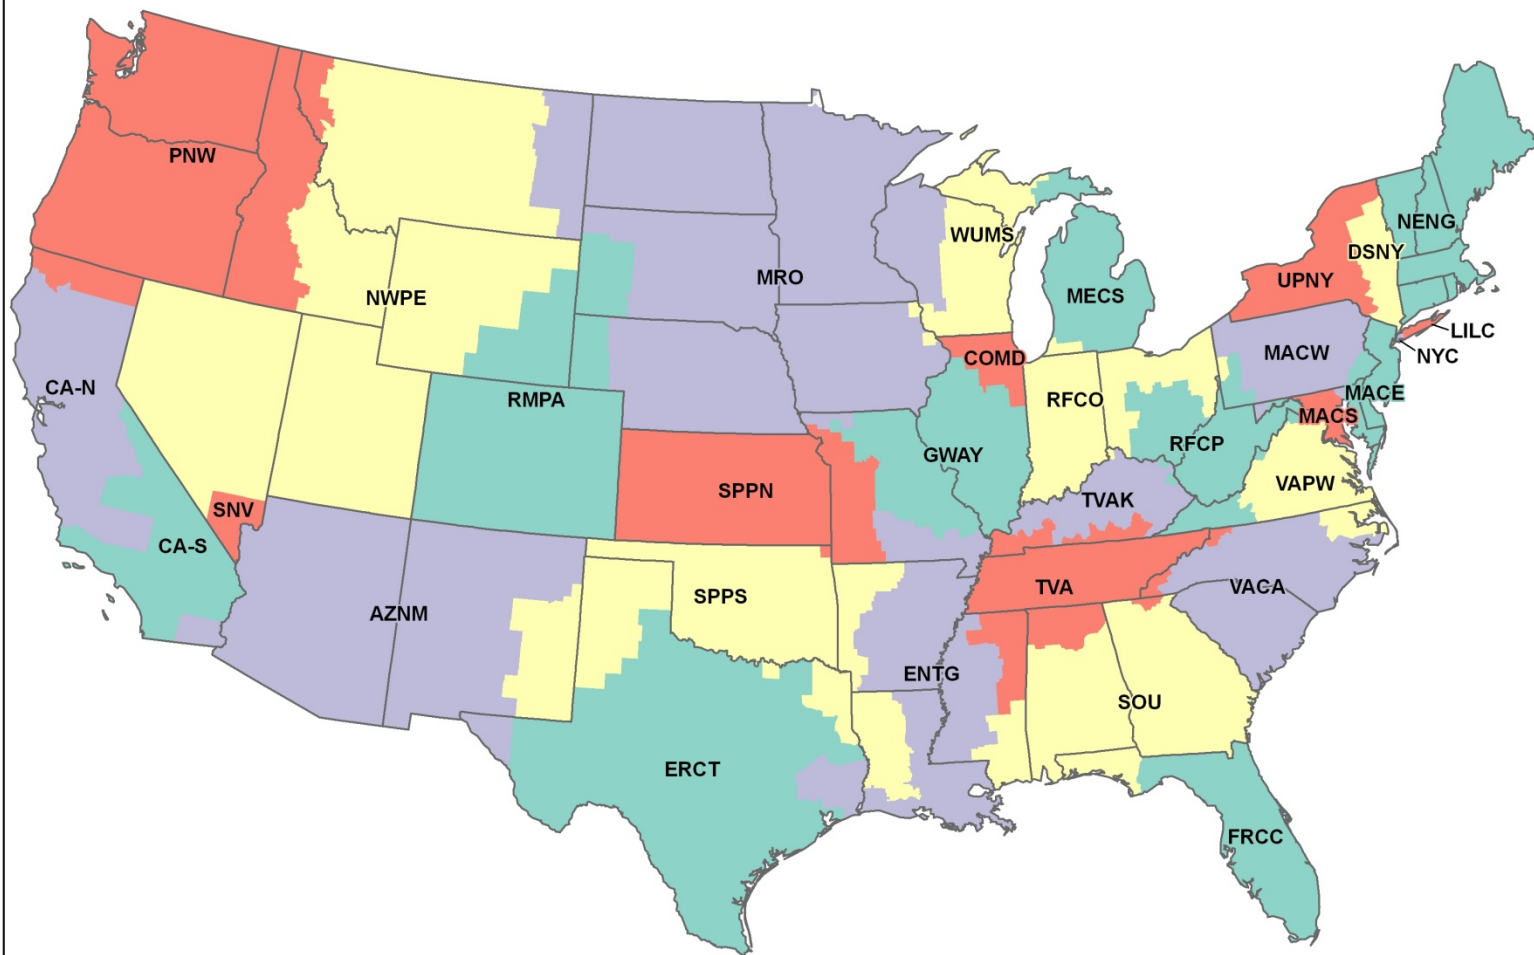 PNW
NENG
WUMS
DSNY
MRO
UPNY
MECS
NWPE
LILC
MACW
NYC
COMD
CA-N
MACE
RMPA
RFCO
MACS
RFCP
GWAY
VAPW
SPPN
TVAK
SNV
CA-S
TVA
VACA
SPPS
AZNM
ENTG
SOU
ERCT
FRCC